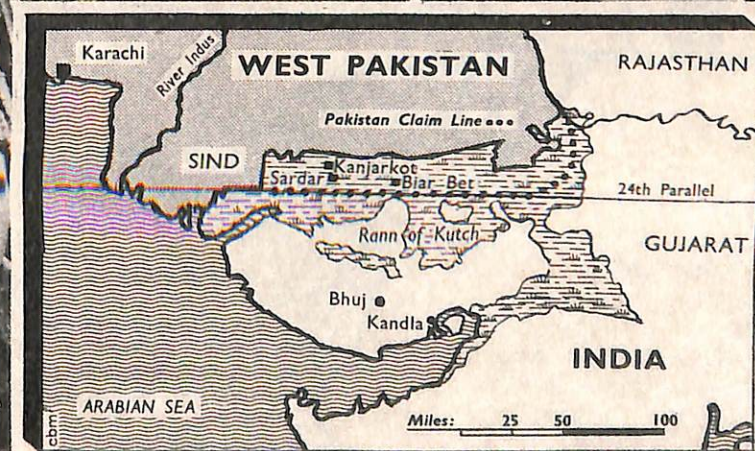 Karachi
River Indus
WEST PAKISTAN
RAJASTHAN
Pakistan Claim Line
SIND
Kanjarkot
Sardar
Biar Bet
24th Parallel
Rann of Kutch
GUJARAT
Bhuj
Kandla
INDIA
ARABIAN SEA
Miles: 25 50 100
cbm